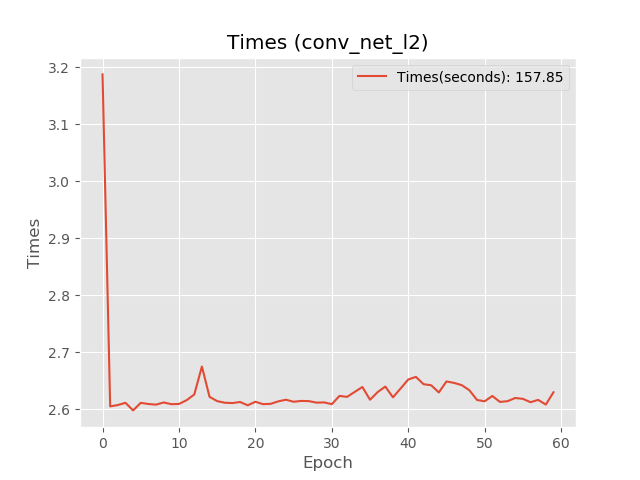 Times (conv_net_l2)
Times(seconds): 157.85
3.2
3.1
3.0
2.9
2.8
2.7
2.6
Times
0 10 20 30 40 50 60
Epoch